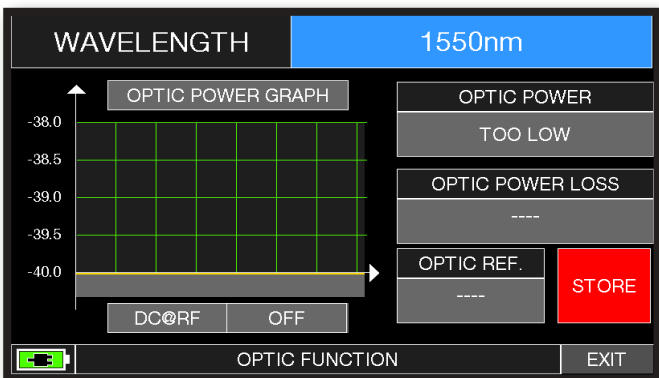 WAVELENGTH 1550nm
OPTIC POWER GRAPH
-38.0
-38.5
-39.0
-39.5
-40.0
DC@RF OFF
OPTIC POWER
TOO LOW
OPTIC POWER LOSS
----
OPTIC REF.
----
STORE
OPTIC FUNCTION EXIT